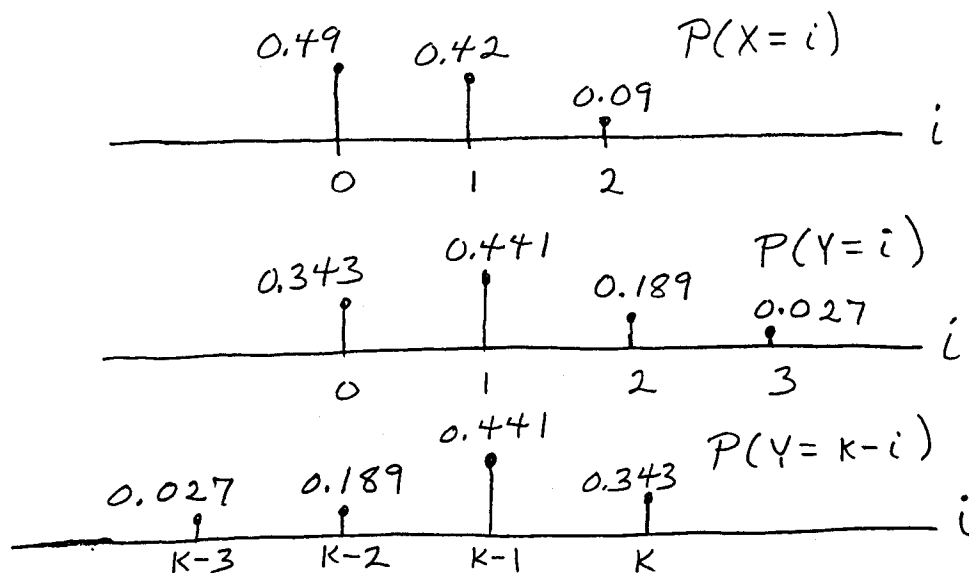 0.49 0.42 0.09 P(X=i)
i
0 1 2
0.343 0.441 0.189 0.027 P(Y=i)
i
0 1 2 3
0.027 0.189 0.441 0.343 P(Y=K-i)
i
K-3 K-2 K-1 K